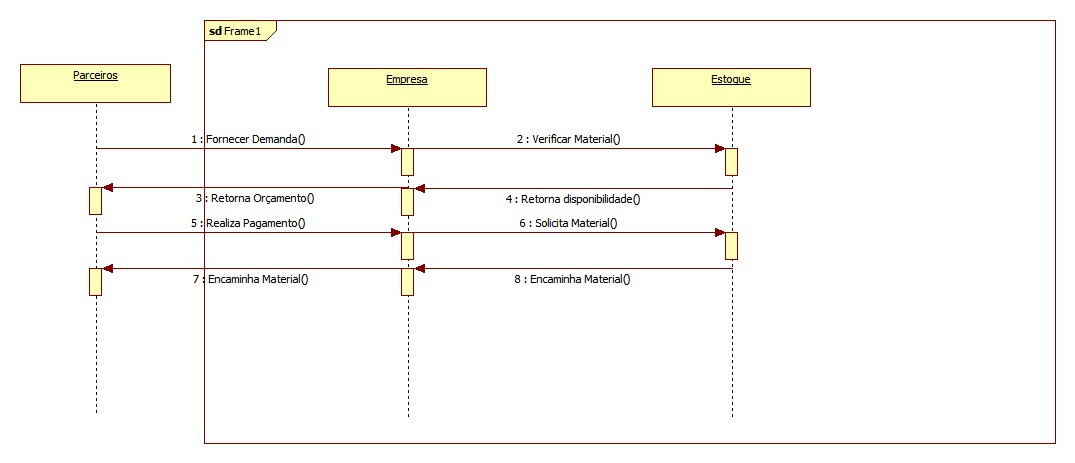 sd Frame1
Parceiros
Empresa
Estoque
1 : Fornecer Demanda()
2 : Verificar Material()
3 : Retorna Orçamento()
4 : Retorna disponibilidade()
5 : Realiza Pagamento()
6 : Solicita Material()
7 : Encaminha Material()
8 : Encaminha Material()